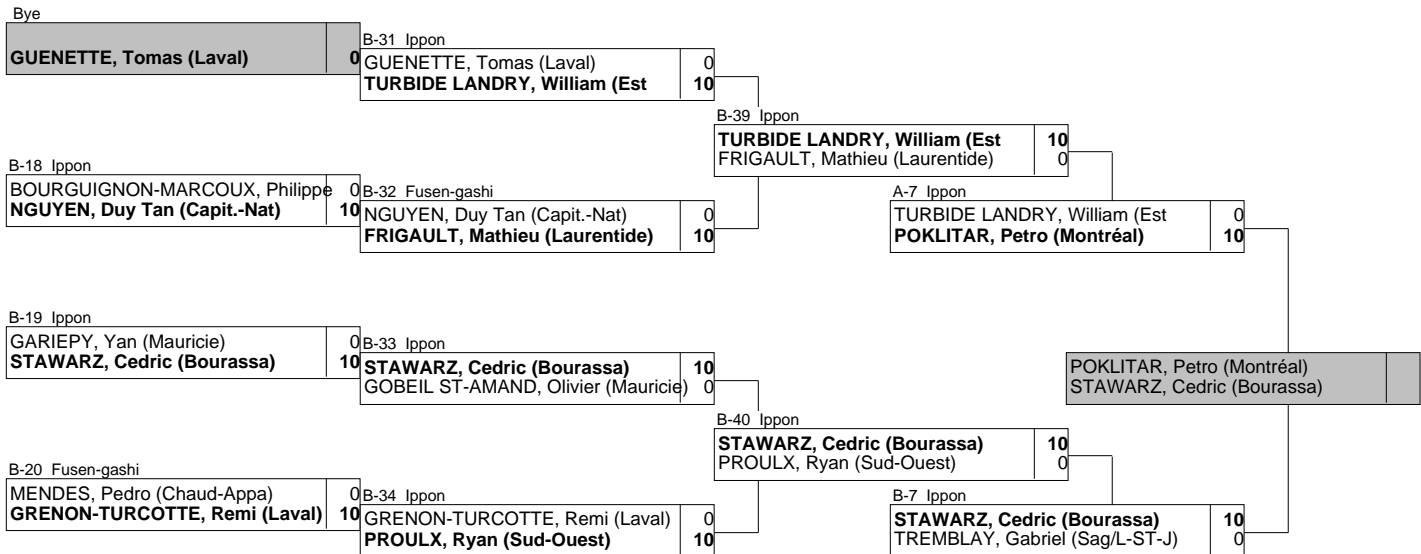 Bye
GUENETTE, Tomas (Laval) 0
B-31 Ippon
GUENETTE, Tomas (Laval) 0
TURBIDE LANDRY, William (Est 10
B-39 Ippon
TURBIDE LANDRY, William (Est 10
FRIGAULT, Mathieu (Laurentide) 0
B-18 Ippon
BOURGUIGNON-MARCOUX, Philippe 0
NGUYEN, Duy Tan (Capit.-Nat) 10
B-32 Fusen-gashi
NGUYEN, Duy Tan (Capit.-Nat) 0
FRIGAULT, Mathieu (Laurentide) 10
A-7 Ippon
TURBIDE LANDRY, William (Est 0
POKLITAR, Petro (Montréal) 10
B-19 Ippon
GARIEPY, Yan (Mauricie) 0
STAWARZ, Cedric (Bourassa) 10
B-33 Ippon
STAWARZ, Cedric (Bourassa) 10
GOBEIL ST-AMAND, Olivier (Mauricie) 0
POKLITAR, Petro (Montréal)
STAWARZ, Cedric (Bourassa)
B-40 Ippon
STAWARZ, Cedric (Bourassa) 10
PROULX, Ryan (Sud-Ouest) 0
B-20 Fusen-gashi
MENDES, Pedro (Chaud-Appa) 0
GRENON-TURCOTTE, Remi (Laval) 10
B-34 Ippon
GRENON-TURCOTTE, Remi (Laval) 0
PROULX, Ryan (Sud-Ouest) 10
B-7 Ippon
STAWARZ, Cedric (Bourassa) 10
TREMBLAY, Gabriel (Sag/L-ST-J) 0